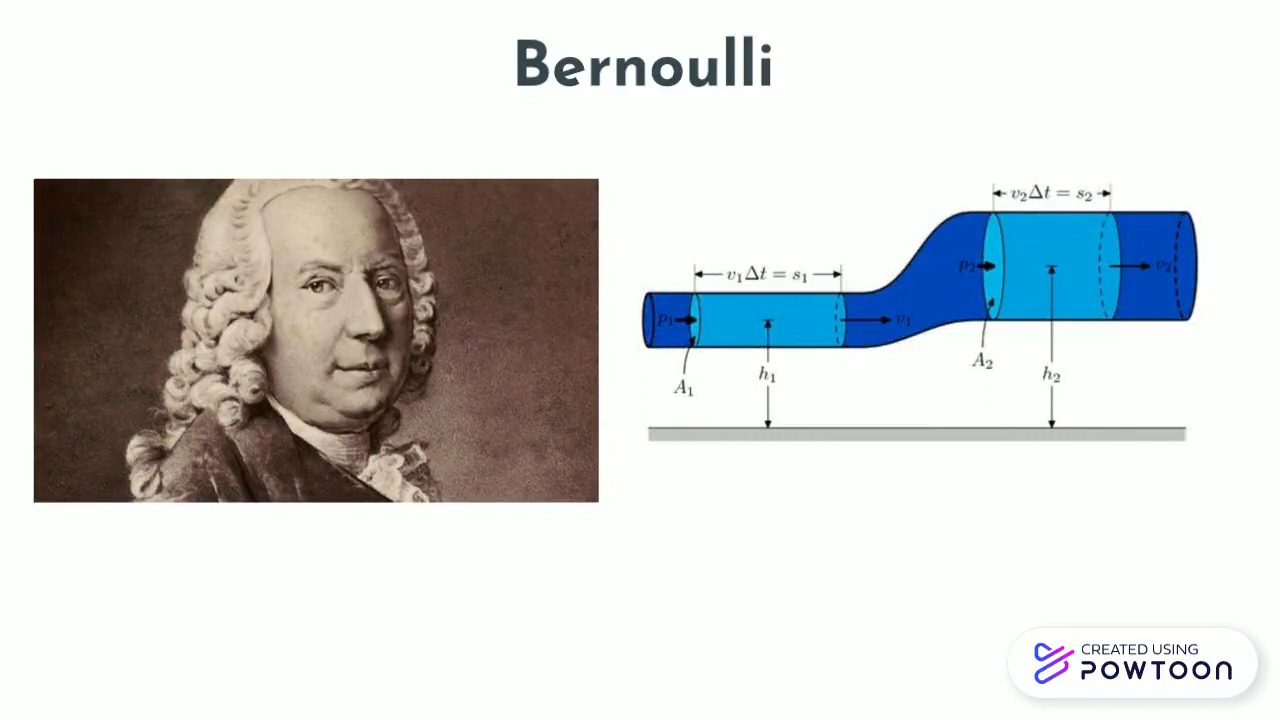 Bernoulli
v₂Δt = s₂
p₂
v₂
v₁Δt = s₁
p₁
v₁
A₁
h₁
A₂
h₂
CREATED USING
POWTOON